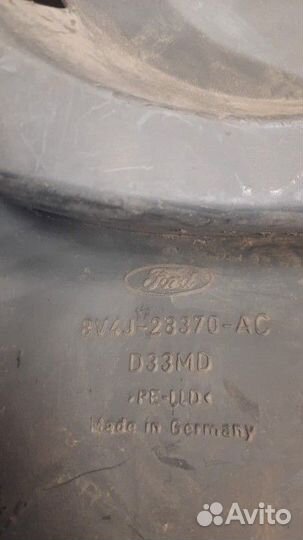 Ford
8V4J-28370-AC
D33MD
>PE-LLD<
Made in Germany
Avito